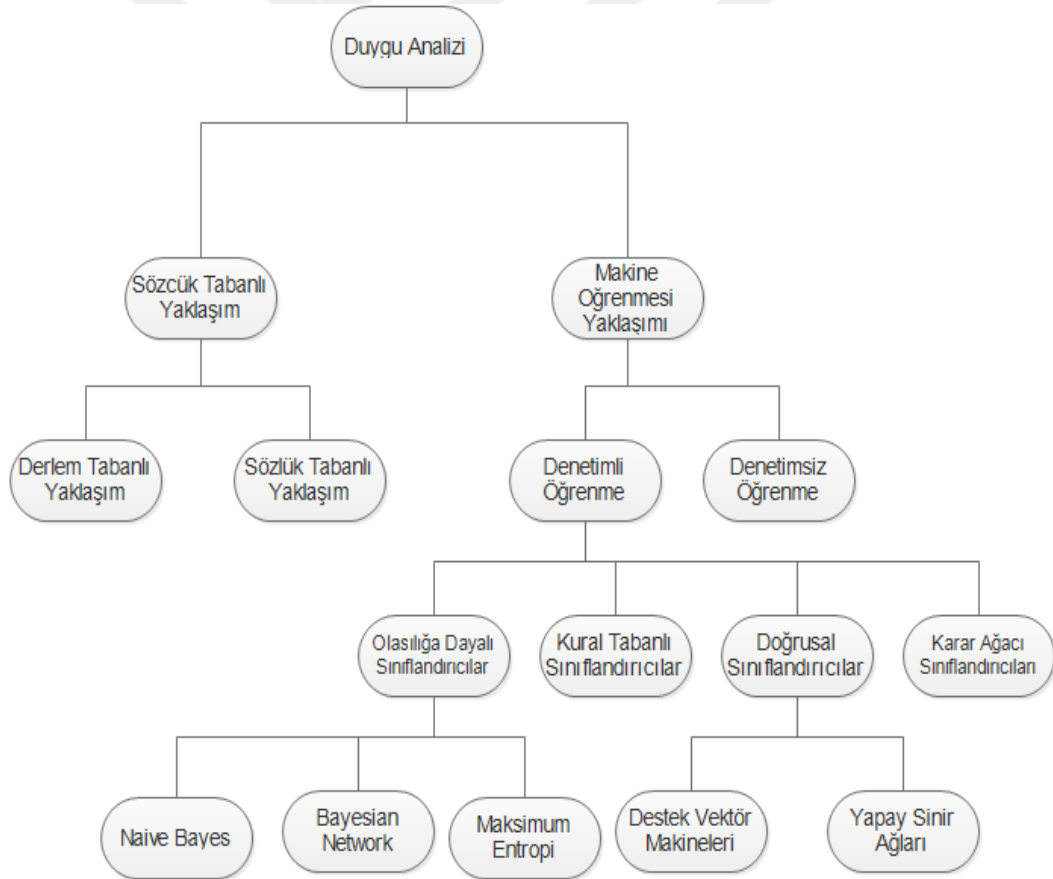 Duygu Analizi
Sözcük Tabanlı
Yaklaşım
Makine
Öğrenmesi
Yaklaşımı
Derlem Tabanlı
Yaklaşım
Sözlük Tabanlı
Yaklaşım
Denetimli
Öğrenme
Denetimsiz
Öğrenme
Olasılığa Dayalı
Sınıflandırıcılar
Kural Tabanlı
Sınıflandırıcılar
Doğrusal
Sınıflandırıcılar
Karar Ağacı
Sınıflandırıcıları
Naive Bayes
Bayesian
Network
Maksimum
Entropi
Destek Vektör
Makineleri
Yapay Sinir
Ağları